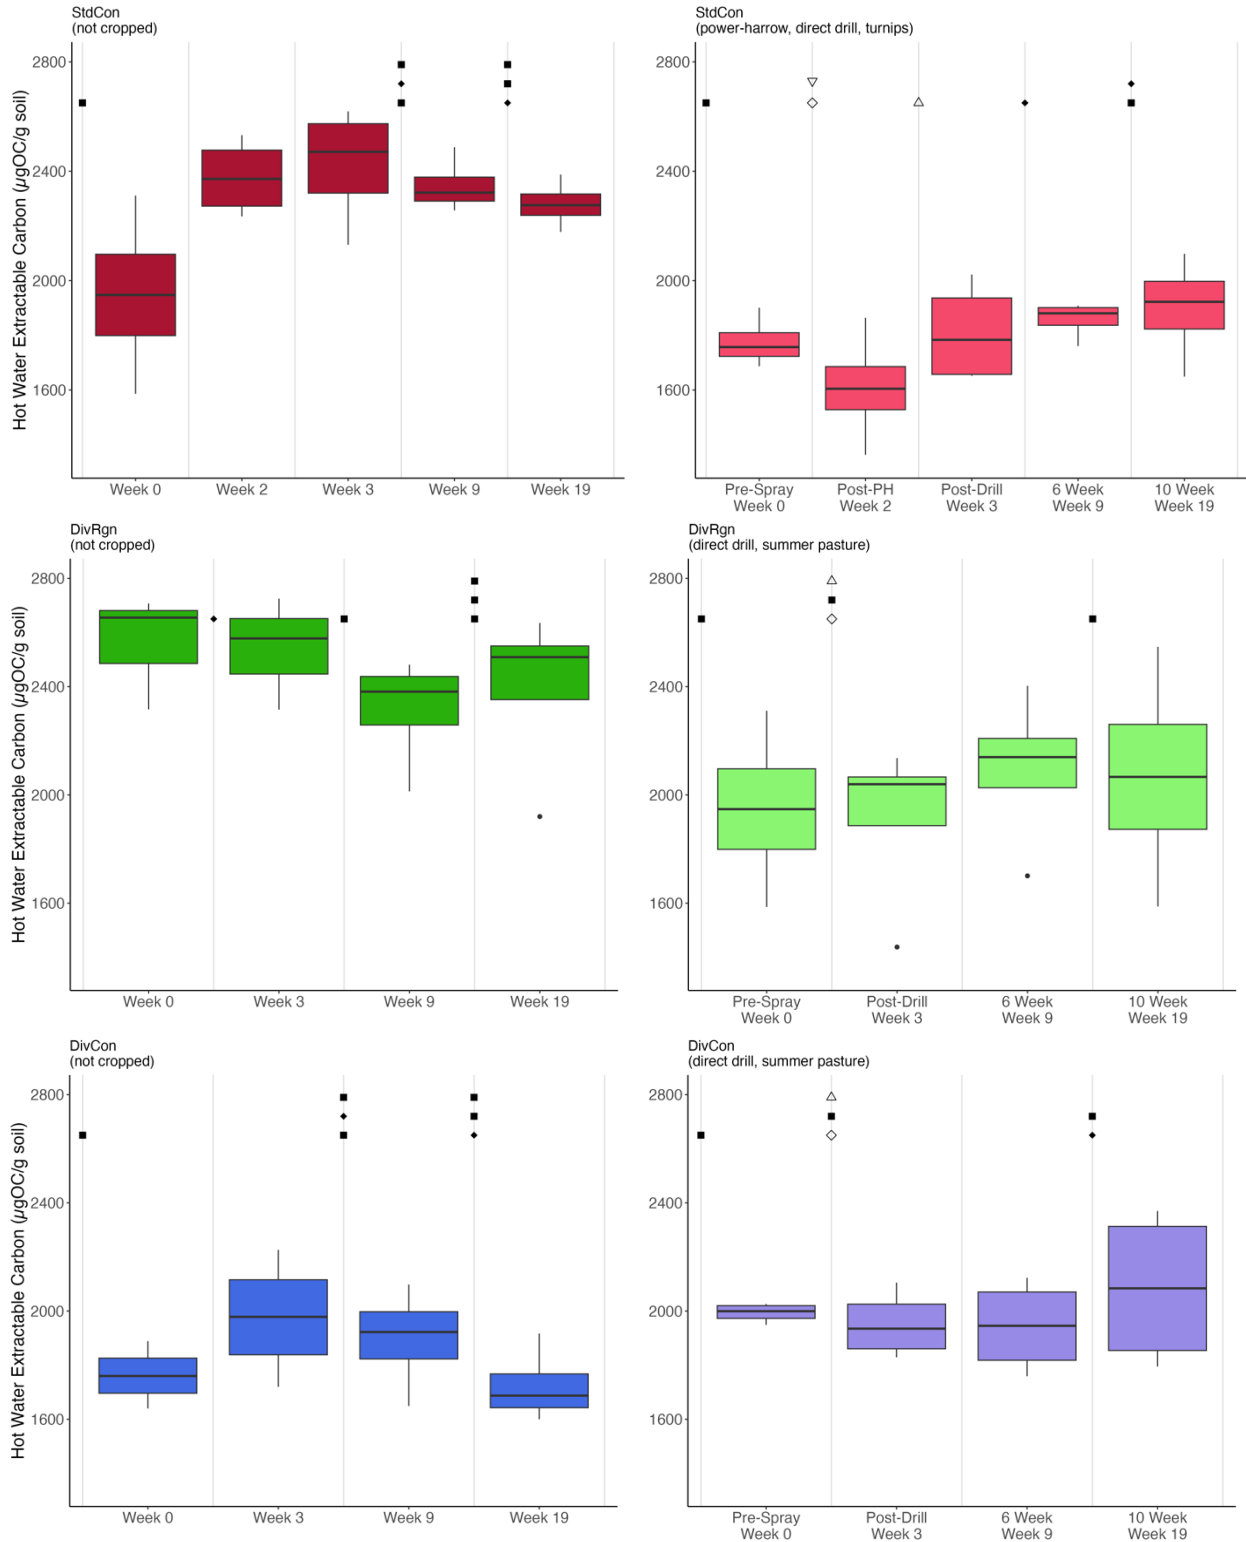 StdCon
(not cropped)
Hot Water Extractable Carbon (µgOC/g soil)
2800
2400
2000
1600
Week 0 Week 2 Week 3 Week 9 Week 19
StdCon
(power-harrow, direct drill, turnips)
2800
2400
2000
1600
Pre-Spray Post-PH Post-Drill 6 Week 10 Week
Week 0 Week 2 Week 3 Week 9 Week 19
DivRgn
(not cropped)
Hot Water Extractable Carbon (µgOC/g soil)
2800
2400
2000
1600
Week 0 Week 3 Week 9 Week 19
DivRgn
(direct drill, summer pasture)
2800
2400
2000
1600
Pre-Spray Post-Drill 6 Week 10 Week
Week 0 Week 3 Week 9 Week 19
DivCon
(not cropped)
Hot Water Extractable Carbon (µgOC/g soil)
2800
2400
2000
1600
Week 0 Week 3 Week 9 Week 19
DivCon
(direct drill, summer pasture)
2800
2400
2000
1600
Pre-Spray Post-Drill 6 Week 10 Week
Week 0 Week 3 Week 9 Week 19